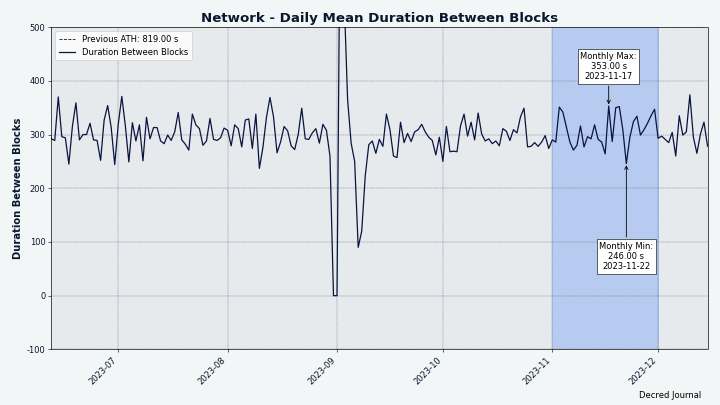 Network - Daily Mean Duration Between Blocks
Previous ATH: 819.00 s
Duration Between Blocks
Duration Between Blocks
500
400
300
200
100
0
-100
Monthly Max:
353.00 s
2023-11-17
Monthly Min:
246.00 s
2023-11-22
2023-07
2023-08
2023-09
2023-10
2023-11
2023-12
Decred Journal